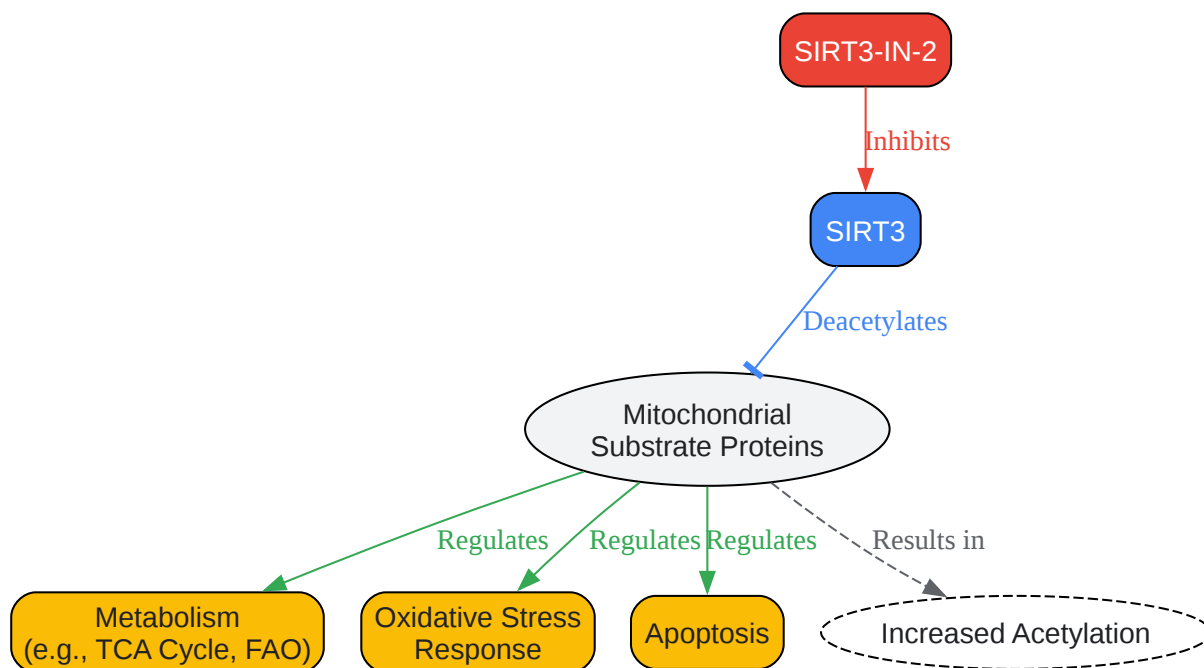 SIRT3-IN-2
Inhibits
SIRT3
Deacetylates
Mitochondrial
Substrate Proteins
Regulates
Regulates
Regulates
Results in
Metabolism
(e.g., TCA Cycle, FAO)
Oxidative Stress
Response
Apoptosis
Increased Acetylation